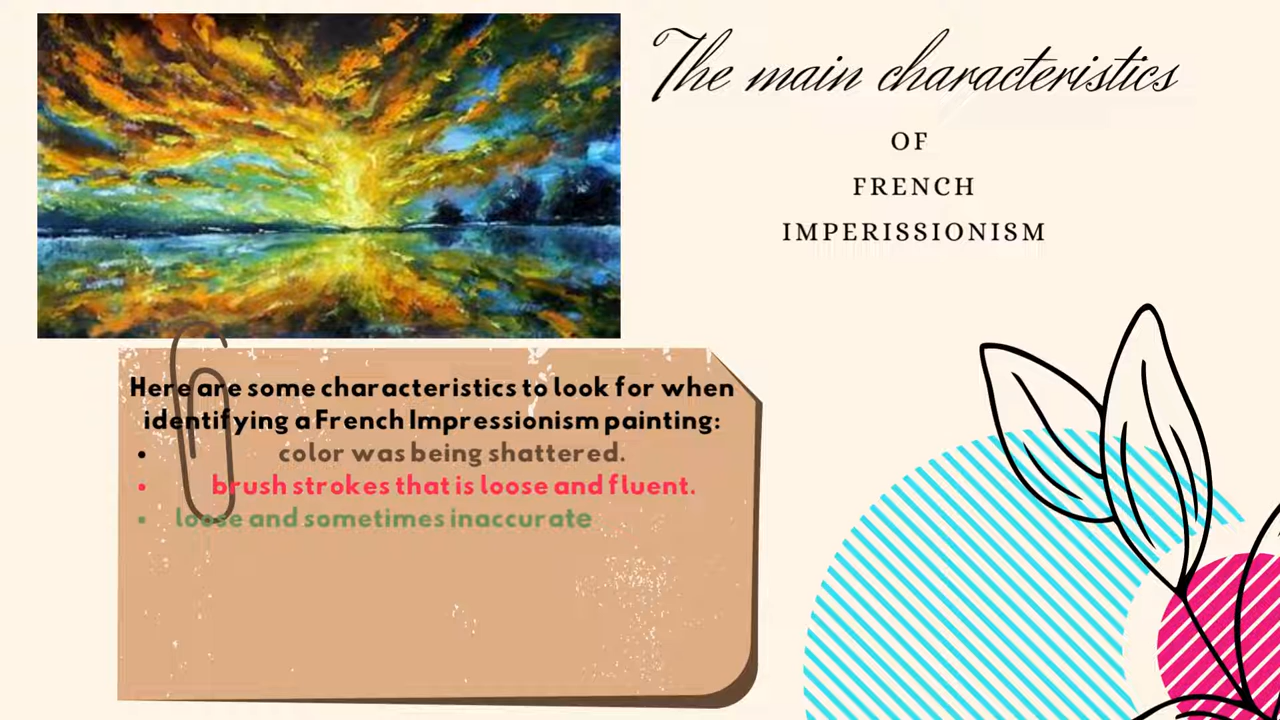 The main characteristics
OF
FRENCH
IMPERISSIONISM
Here are some characteristics to look for when
identifying a French Impressionism painting:
• color was being shattered.
• brush strokes that is loose and fluent.
• loose and sometimes inaccurate